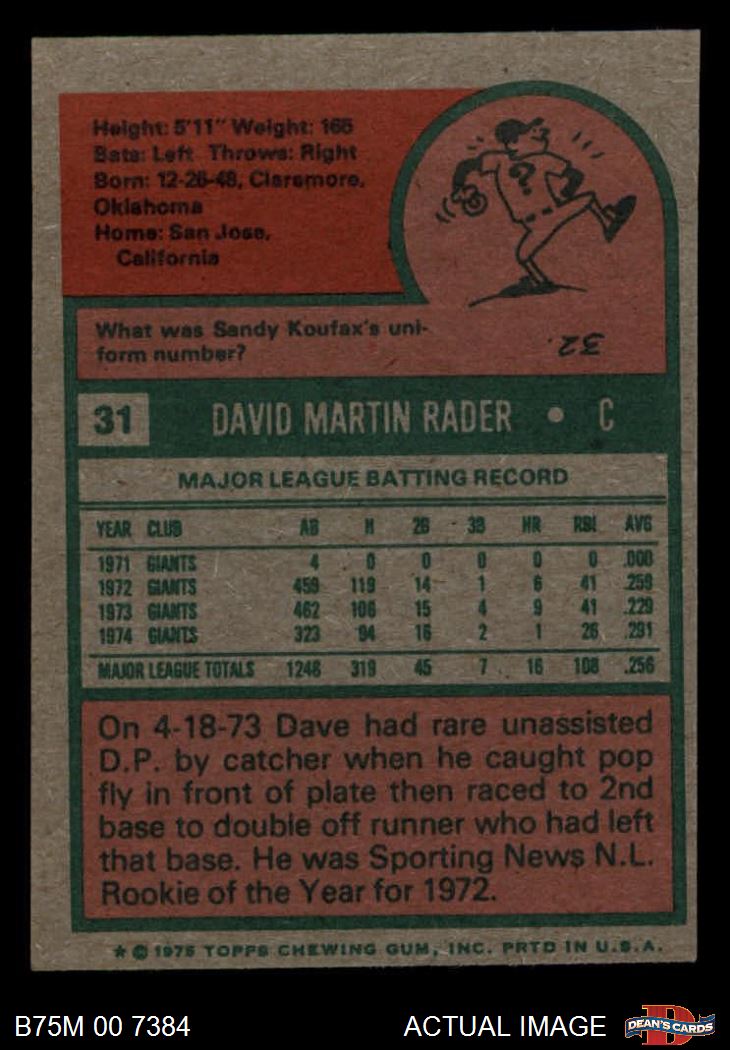 Height: 5'11" Weight: 165
Bats: Left Throws: Right
Born: 12-26-48, Claremore,
Oklahoma
Home: San Jose,
California
?
What was Sandy Koufax's uni-
form number?
32.
31 DAVID MARTIN RADER • C
MAJOR LEAGUE BATTING RECORD
YEAR CLUB AB H 2B 3B HR RBI AVG
1971 GIANTS 4 0 0 0 0 0 .000
1972 GIANTS 459 119 14 1 6 41 .259
1973 GIANTS 462 106 15 4 9 41 .229
1974 GIANTS 323 94 16 2 1 26 .291
MAJOR LEAGUE TOTALS 1248 319 45 7 16 108 .256
On 4-18-73 Dave had rare unassisted
D.P. by catcher when he caught pop
fly in front of plate then raced to 2nd
base to double off runner who had left
that base. He was Sporting News N.L.
Rookie of the Year for 1972.
★ © 1975 TOPPS CHEWING GUM, INC. PRTD IN U.S.A.
B75M 00 7384 ACTUAL IMAGE D DEAN'S CARDS